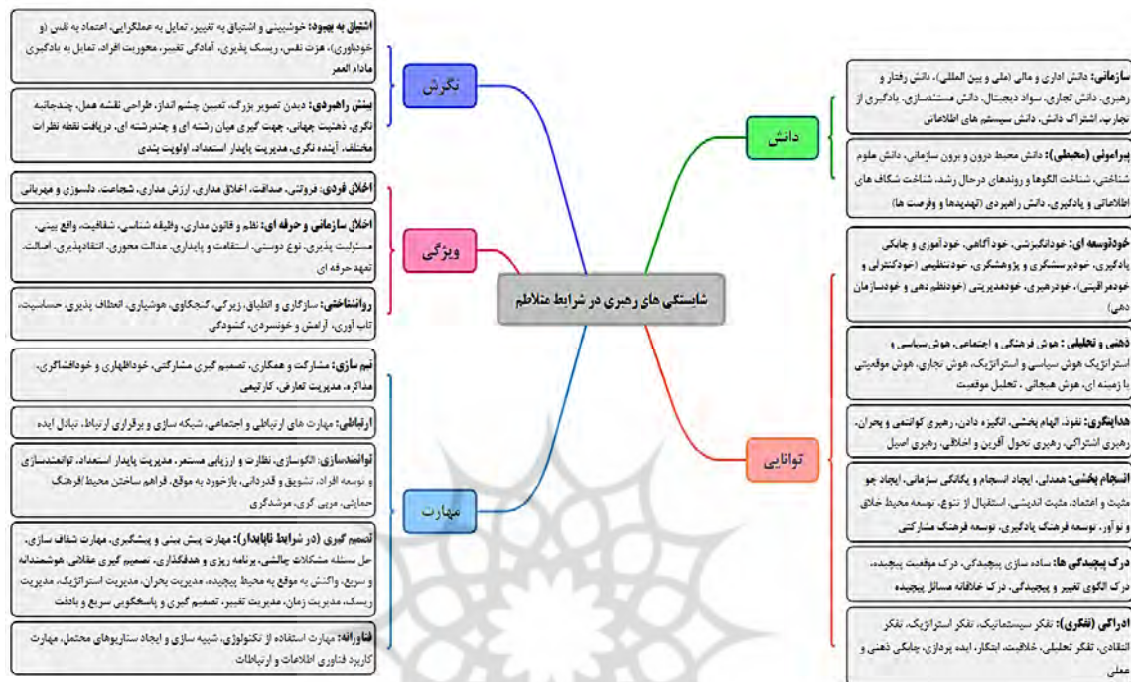 شایستگی های رهبری در شرایط متلاطم
دانش
سازمانی: دانش اداری و مالی (ملی و بین المللی)، دانش رفتار و
رهبری، دانش تجاری، سواد دیجیتال، دانش مستندسازی، یادگیری از
تجارب، اشتراک دانش، دانش سیستم های اطلاعاتی
پیرامونی (محیطی): دانش محیط درون و برون سازمانی، دانش علوم
شناختی، شناخت الگوها و روندهای درحال رشد، شناخت شکاف های
اطلاعاتی و یادگیری، دانش راهبردی (تهدیدها و فرصت ها)
توانایی
خودتوسعه ای: خودانگیزشی، خودآگاهی، خودآموزی و چابکی
یادگیری، خودپرسشگری و پژوهشگری، خودتنظیمی (خودکنترلی و
خودمراقبتی)، خودرهبری، خودمدیریتی (خودنظم دهی و خودسازمان
دهی)
ذهنی و تحلیلی : هوش فرهنگی و اجتماعی، هوش سیاسی و
استراتژیک هوش سیاسی و استراتژیک، هوش تجاری، هوش موقعیتی
یا زمینه ای، هوش هیجانی ، تحلیل موقعیت
هدایتگری: نفوذ، الهام بخشی، انگیزه دادن، رهبری کوانتمی و بحران،
رهبری اشتراکی، رهبری تحول آفرین و اخلاقی، رهبری اصیل
انسجام بخشی: همدلی، ایجاد انسجام و یگانگی سازمانی، ایجاد جو
مثبت و اعتماد، مثبت اندیشی، استقبال از تنوع، توسعه محیط خلاق
و نوآور، توسعه فرهنگ یادگیری، توسعه فرهنگ مشارکتی
درک پیچیدگی ها: ساده سازی پیچیدگی، درک موقعیت پیچیده،
درک الگوی تغییر و پیچیدگی، درک خلاقانه مسائل پیچیده
ادراکی (تفکری): تفکر سیستماتیک، تفکر استراتژیک، تفکر
انتقادی، تفکر تحلیلی، خلاقیت، ابتکار، ایده پردازی، چابکی ذهنی و
عملی
نگرش
اشتیاق به بهبود: خوشبینی و اشتیاق به تغییر، تمایل به عملگرایی، اعتماد به نفس (و
خودباوری)، عزت نفس، ریسک پذیری، آمادگی تغییر، محوریت افراد، تمایل به یادگیری
مادام العمر
بینش راهبردی: دیدن تصویر بزرگ، تعیین چشم انداز، طراحی نقشه عمل، چندجانبه
نگری، ذهنیت جهانی، جهت گیری میان رشته ای و چندرشته ای، دریافت نقطه نظرات
مختلف، آینده نگری، مدیریت پایدار استعداد، اولویت بندی
ویژگی
اخلاق فردی: فروتنی، صداقت، اخلاق مداری، ارزش مداری، شجاعت، دلسوزی و مهربانی
اخلاق سازمانی و حرفه ای: نظم و قانون مداری، وظیفه شناسی، شفافیت، واقع بینی،
مسئولیت پذیری، نوع دوستی، استقامت و پایداری، عدالت محوری، انتقادپذیری، اصالت،
تعهدحرفه ای
روانشناختی: سازگاری و انطباق، زیرکی، کنجکاوی، هوشیاری، انعطاف پذیری، حساسیت،
تاب آوری، آرامش و خونسردی، گشودگی
مهارت
تیم سازی: مشارکت و همکاری، تصمیم گیری مشارکتی، خوداظهاری و خودافشاگری،
مذاکره، مدیریت تعارض، کارتیمی
ارتباطی: مهارت های ارتباطی و اجتماعی، شبکه سازی و برقراری ارتباط، تبادل ایده
توانمندسازی: الگوسازی، نظارت و ارزیابی مستمر، مدیریت پایدار استعداد، توانمندسازی
و توسعه افراد، تشویق و قدردانی، بازخورد به موقع، فراهم ساختن محیط/فرهنگ
حمایتی، مربی گری، مرشدگری
تصمیم گیری (در شرایط ناپایدار): مهارت پیش بینی و پیشگیری، مهارت شفاف سازی،
حل مسئله مشکلات چالشی، برنامه ریزی و هدفگذاری، تصمیم گیری عقلانی هوشمندانه
و سریع، واکنش به موقع به محیط پیچیده، مدیریت بحران، مدیریت استراتژیک، مدیریت
ریسک، مدیریت زمان، مدیریت تغییر، تصمیم گیری و پاسخگویی سریع و بادقت
فناورانه: مهارت استفاده از تکنولوژی، شبیه سازی و ایجاد سناریوهای محتمل، مهارت
کاربرد فناوری اطلاعات و ارتباطات